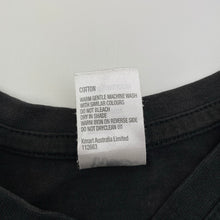 COTTON
WARM GENTLE MACHINE WASH
WITH SIMILAR COLOURS
DO NOT BLEACH
DRY IN SHADE
WARM IRON ON REVERSE SIDE
DO NOT DRYCLEAN
Kmart Australia Limited
112683